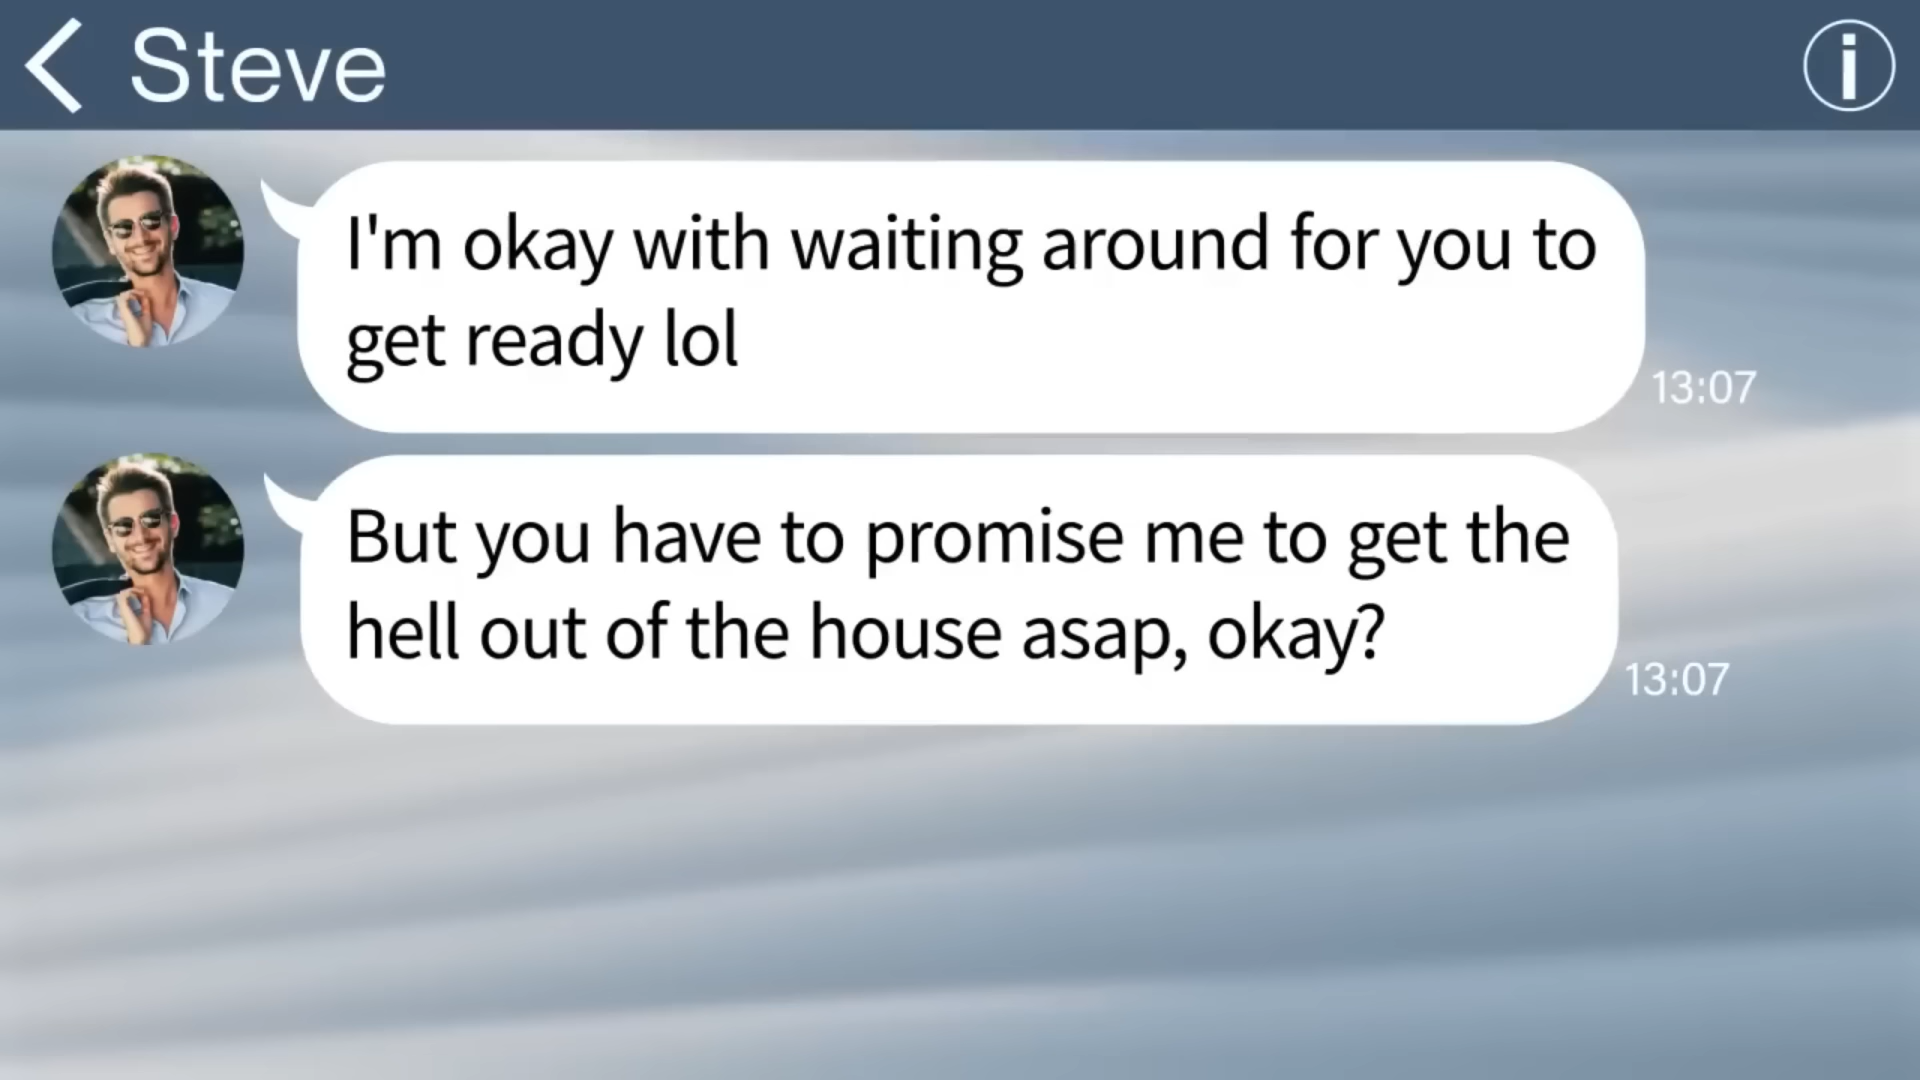 Steve
I'm okay with waiting around for you to
get ready lol
13:07
But you have to promise me to get the
hell out of the house asap, okay?
13:07